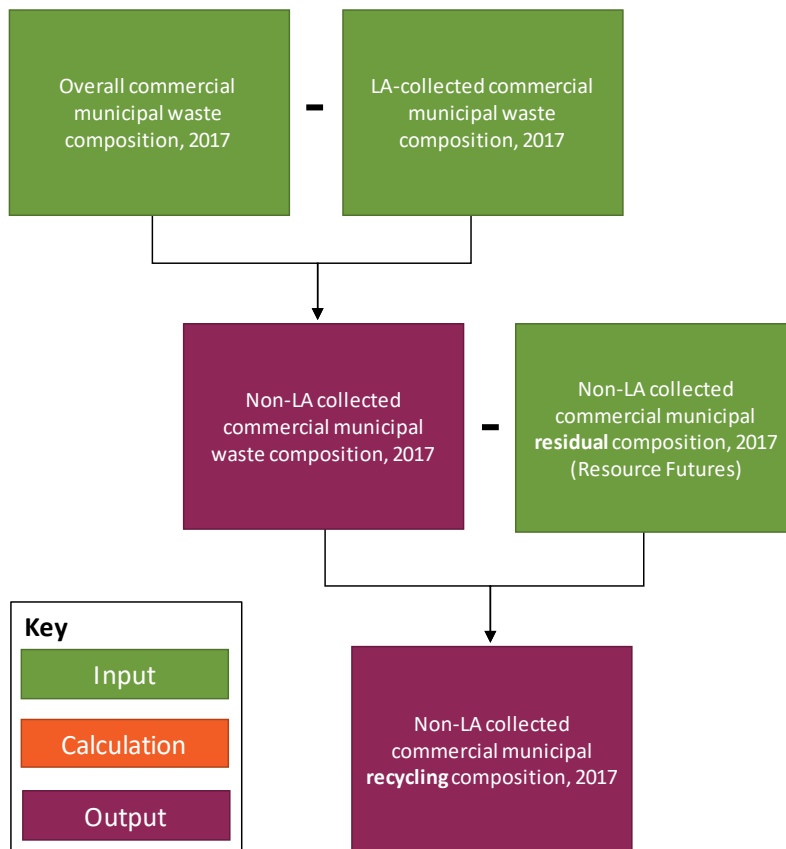 Overall commercial
municipal waste
composition, 2017
-
LA-collected commercial
municipal waste
composition, 2017
Non-LA collected
commercial municipal
waste composition, 2017
-
Non-LA collected
commercial municipal
residual composition, 2017
(Resource Futures)
Non-LA collected
commercial municipal
recycling composition, 2017
Key
Input
Calculation
Output